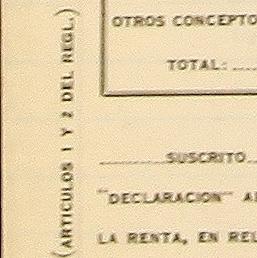 (ARTICULOS 1 Y 2 DEL REGL.)
OTROS CONCEPTO
TOTAL:....
............SUSCRITO..
"DECLARACION" A
LA RENTA, EN REL